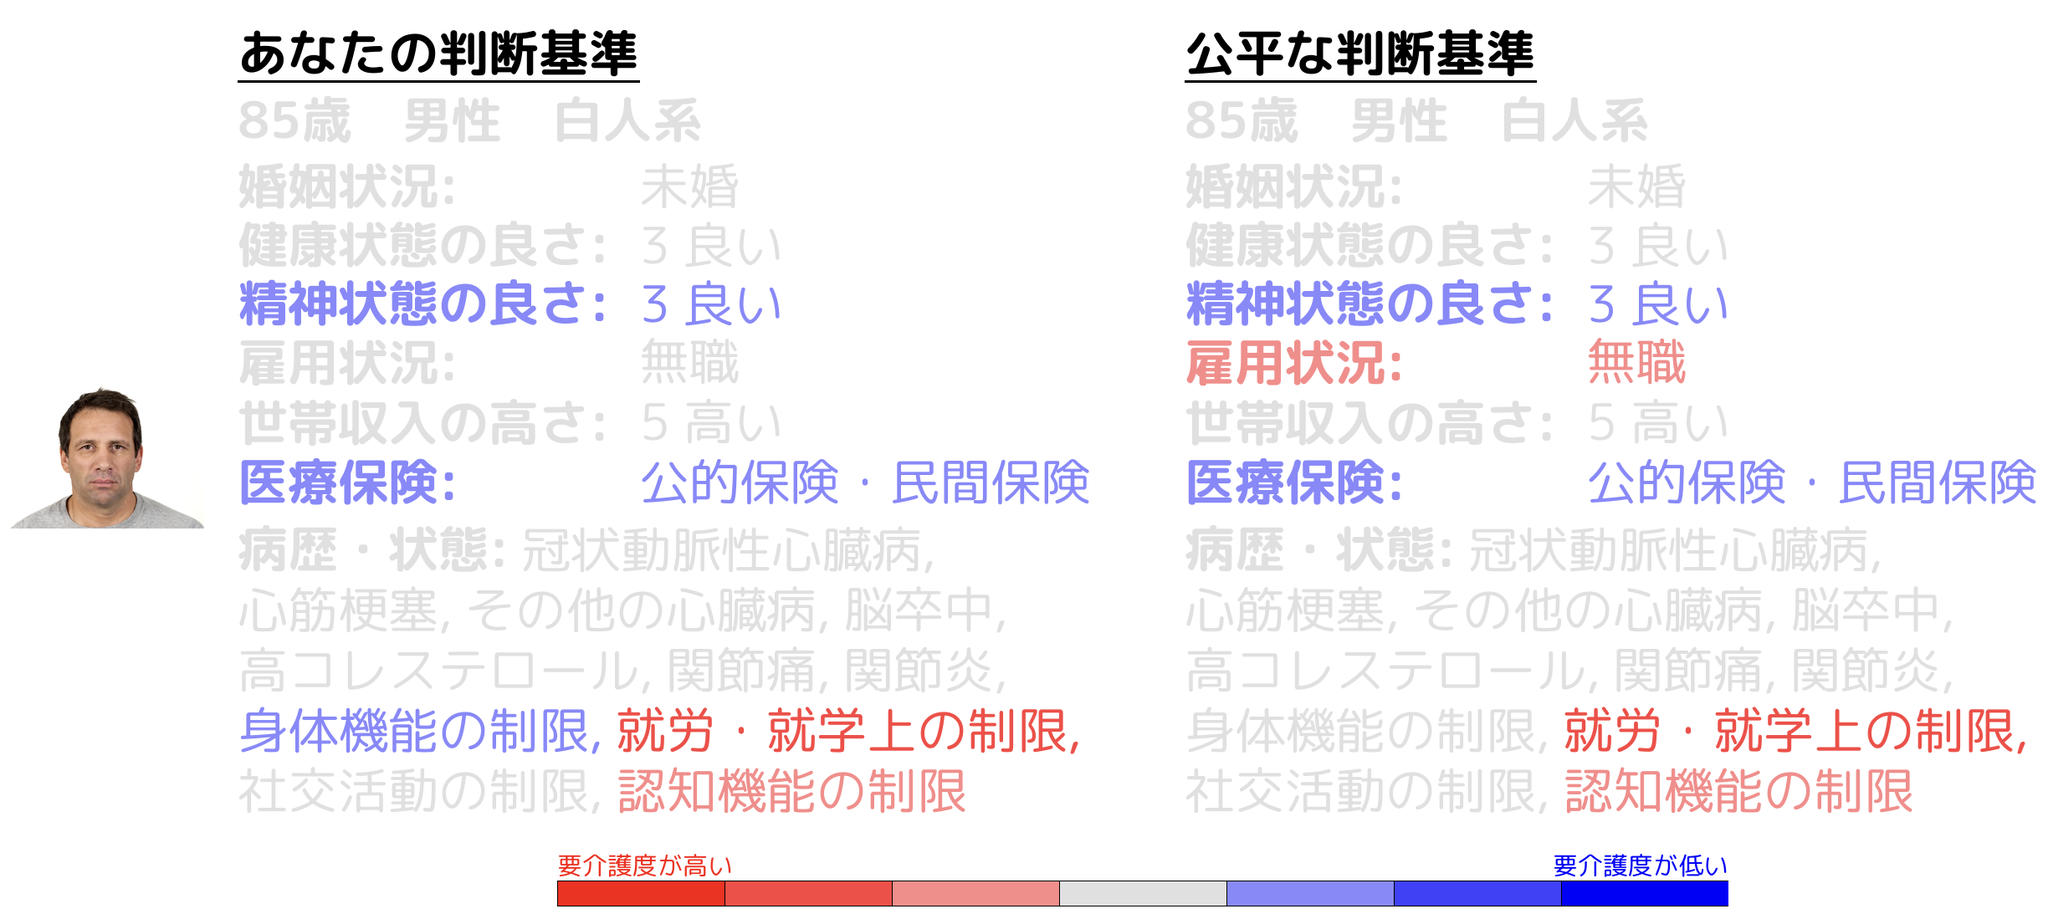 あなたの判断基準
85歳　男性　白人系
婚姻状況: 未婚
健康状態の良さ: 3 良い
精神状態の良さ: 3 良い
雇用状況: 無職
世帯収入の高さ: 5 高い
医療保険: 公的保険・民間保険
病歴・状態: 冠状動脈性心臓病,
心筋梗塞, その他の心臓病, 脳卒中,
高コレステロール, 関節痛, 関節炎,
身体機能の制限, 就労・就学上の制限,
社交活動の制限, 認知機能の制限
公平な判断基準
85歳　男性　白人系
婚姻状況: 未婚
健康状態の良さ: 3 良い
精神状態の良さ: 3 良い
雇用状況: 無職
世帯収入の高さ: 5 高い
医療保険: 公的保険・民間保険
病歴・状態: 冠状動脈性心臓病,
心筋梗塞, その他の心臓病, 脳卒中,
高コレステロール, 関節痛, 関節炎,
身体機能の制限, 就労・就学上の制限,
社交活動の制限, 認知機能の制限
要介護度が高い
要介護度が低い